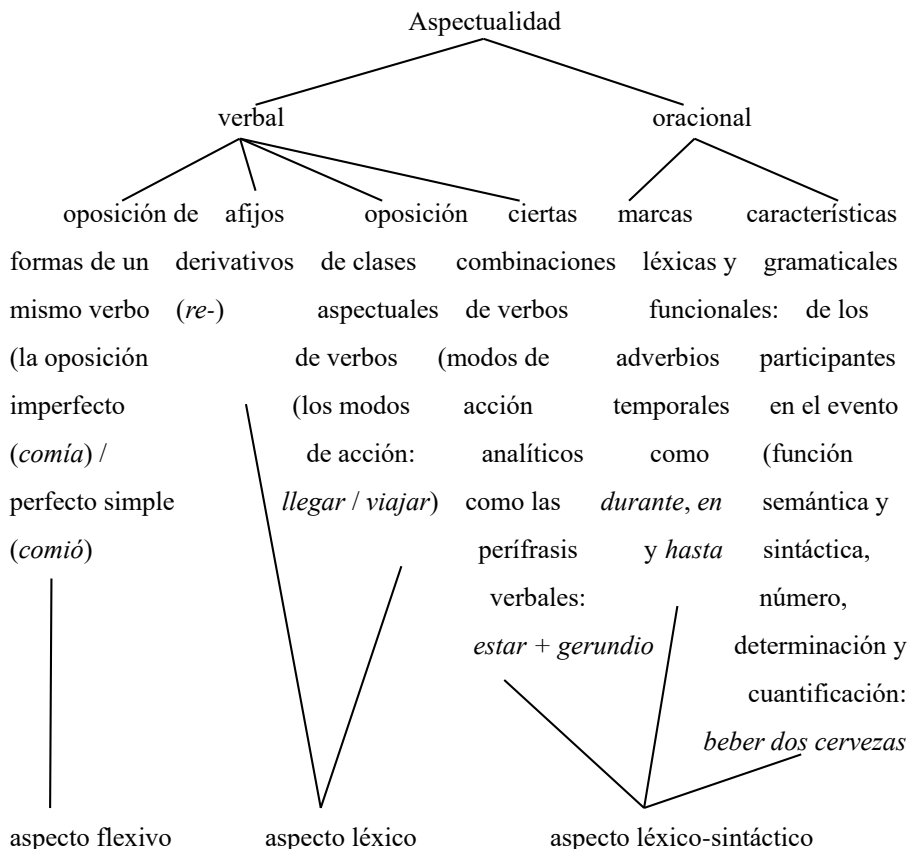 Aspectualidad
verbal oracional
oposición de afijos oposición ciertas marcas características
formas de un derivativos de clases combinaciones léxicas y gramaticales
mismo verbo (re-) aspectuales de verbos funcionales: de los
(la oposición de verbos (modos de adverbios participantes
imperfecto (los modos acción temporales en el evento
(comía) / de acción: analíticos como (función
perfecto simple llegar / viajar) como las durante, en semántica y
(comió) perífrasis y hasta sintáctica,
verbales: número,
estar + gerundio determinación y
cuantificación:
beber dos cervezas
aspecto flexivo aspecto léxico aspecto léxico-sintáctico